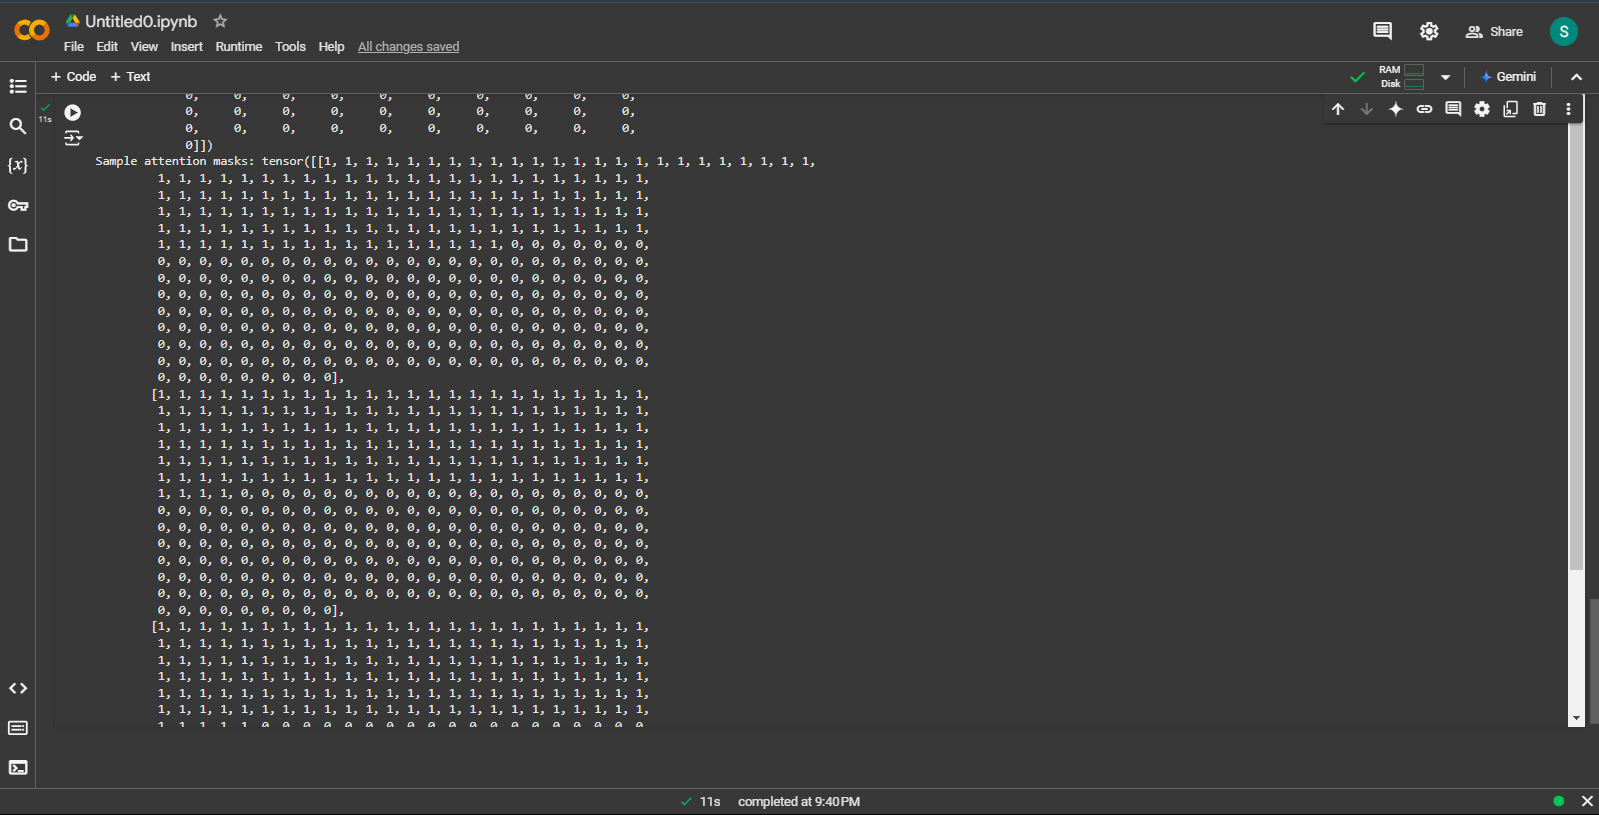 Untitled0.ipynb
File Edit View Insert Runtime Tools Help All changes saved
Share
S
+ Code + Text
RAM
Disk
Gemini
11s
0, 0, 0, 0, 0, 0, 0, 0, 0, 0,
0, 0, 0, 0, 0, 0, 0, 0, 0, 0,
0, 0, 0, 0, 0, 0, 0, 0, 0, 0,
0]])
Sample attention masks: tensor([[1, 1, 1, 1, 1, 1, 1, 1, 1, 1, 1, 1, 1, 1, 1, 1, 1, 1, 1, 1, 1, 1, 1, 1,
1, 1, 1, 1, 1, 1, 1, 1, 1, 1, 1, 1, 1, 1, 1, 1, 1, 1, 1, 1, 1, 1, 1, 1,
1, 1, 1, 1, 1, 1, 1, 1, 1, 1, 1, 1, 1, 1, 1, 1, 1, 1, 1, 1, 1, 1, 1, 1,
1, 1, 1, 1, 1, 1, 1, 1, 1, 1, 1, 1, 1, 1, 1, 1, 1, 1, 1, 1, 1, 1, 1, 1,
1, 1, 1, 1, 1, 1, 1, 1, 1, 1, 1, 1, 1, 1, 1, 1, 1, 1, 1, 1, 1, 1, 1, 1,
1, 1, 1, 1, 1, 1, 1, 1, 1, 1, 1, 1, 1, 1, 1, 1, 1, 0, 0, 0, 0, 0, 0, 0,
0, 0, 0, 0, 0, 0, 0, 0, 0, 0, 0, 0, 0, 0, 0, 0, 0, 0, 0, 0, 0, 0, 0, 0,
0, 0, 0, 0, 0, 0, 0, 0, 0, 0, 0, 0, 0, 0, 0, 0, 0, 0, 0, 0, 0, 0, 0, 0,
0, 0, 0, 0, 0, 0, 0, 0, 0, 0, 0, 0, 0, 0, 0, 0, 0, 0, 0, 0, 0, 0, 0, 0,
0, 0, 0, 0, 0, 0, 0, 0, 0, 0, 0, 0, 0, 0, 0, 0, 0, 0, 0, 0, 0, 0, 0, 0,
0, 0, 0, 0, 0, 0, 0, 0, 0, 0, 0, 0, 0, 0, 0, 0, 0, 0, 0, 0, 0, 0, 0, 0,
0, 0, 0, 0, 0, 0, 0, 0, 0, 0, 0, 0, 0, 0, 0, 0, 0, 0, 0, 0, 0, 0, 0, 0,
0, 0, 0, 0, 0, 0, 0, 0, 0, 0, 0, 0, 0, 0, 0, 0, 0, 0, 0, 0, 0, 0, 0, 0,
0, 0, 0, 0, 0, 0, 0, 0, 0],
[1, 1, 1, 1, 1, 1, 1, 1, 1, 1, 1, 1, 1, 1, 1, 1, 1, 1, 1, 1, 1, 1, 1, 1,
1, 1, 1, 1, 1, 1, 1, 1, 1, 1, 1, 1, 1, 1, 1, 1, 1, 1, 1, 1, 1, 1, 1, 1,
1, 1, 1, 1, 1, 1, 1, 1, 1, 1, 1, 1, 1, 1, 1, 1, 1, 1, 1, 1, 1, 1, 1, 1,
1, 1, 1, 1, 1, 1, 1, 1, 1, 1, 1, 1, 1, 1, 1, 1, 1, 1, 1, 1, 1, 1, 1, 1,
1, 1, 1, 1, 1, 1, 1, 1, 1, 1, 1, 1, 1, 1, 1, 1, 1, 1, 1, 1, 1, 1, 1, 1,
1, 1, 1, 1, 1, 1, 1, 1, 1, 1, 1, 1, 1, 1, 1, 1, 1, 1, 1, 1, 1, 1, 1, 1,
1, 1, 1, 1, 0, 0, 0, 0, 0, 0, 0, 0, 0, 0, 0, 0, 0, 0, 0, 0, 0, 0, 0, 0,
0, 0, 0, 0, 0, 0, 0, 0, 0, 0, 0, 0, 0, 0, 0, 0, 0, 0, 0, 0, 0, 0, 0, 0,
0, 0, 0, 0, 0, 0, 0, 0, 0, 0, 0, 0, 0, 0, 0, 0, 0, 0, 0, 0, 0, 0, 0, 0,
0, 0, 0, 0, 0, 0, 0, 0, 0, 0, 0, 0, 0, 0, 0, 0, 0, 0, 0, 0, 0, 0, 0, 0,
0, 0, 0, 0, 0, 0, 0, 0, 0, 0, 0, 0, 0, 0, 0, 0, 0, 0, 0, 0, 0, 0, 0, 0,
0, 0, 0, 0, 0, 0, 0, 0, 0, 0, 0, 0, 0, 0, 0, 0, 0, 0, 0, 0, 0, 0, 0, 0,
0, 0, 0, 0, 0, 0, 0, 0, 0, 0, 0, 0, 0, 0, 0, 0, 0, 0, 0, 0, 0, 0, 0, 0,
0, 0, 0, 0, 0, 0, 0, 0, 0],
[1, 1, 1, 1, 1, 1, 1, 1, 1, 1, 1, 1, 1, 1, 1, 1, 1, 1, 1, 1, 1, 1, 1, 1,
1, 1, 1, 1, 1, 1, 1, 1, 1, 1, 1, 1, 1, 1, 1, 1, 1, 1, 1, 1, 1, 1, 1, 1,
1, 1, 1, 1, 1, 1, 1, 1, 1, 1, 1, 1, 1, 1, 1, 1, 1, 1, 1, 1, 1, 1, 1, 1,
1, 1, 1, 1, 1, 1, 1, 1, 1, 1, 1, 1, 1, 1, 1, 1, 1, 1, 1, 1, 1, 1, 1, 1,
1, 1, 1, 1, 1, 1, 1, 1, 1, 1, 1, 1, 1, 1, 1, 1, 1, 1, 1, 1, 1, 1, 1, 1,
1, 1, 1, 1, 1, 1, 1, 1, 1, 1, 1, 1, 1, 1, 1, 1, 1, 1, 1, 1, 1, 1, 1, 1,
1 1 1 1 1 0 0 0 0 0 0 0 0 0 0 0 0 0 0 0 0 0 0 0
11s completed at 9:40 PM